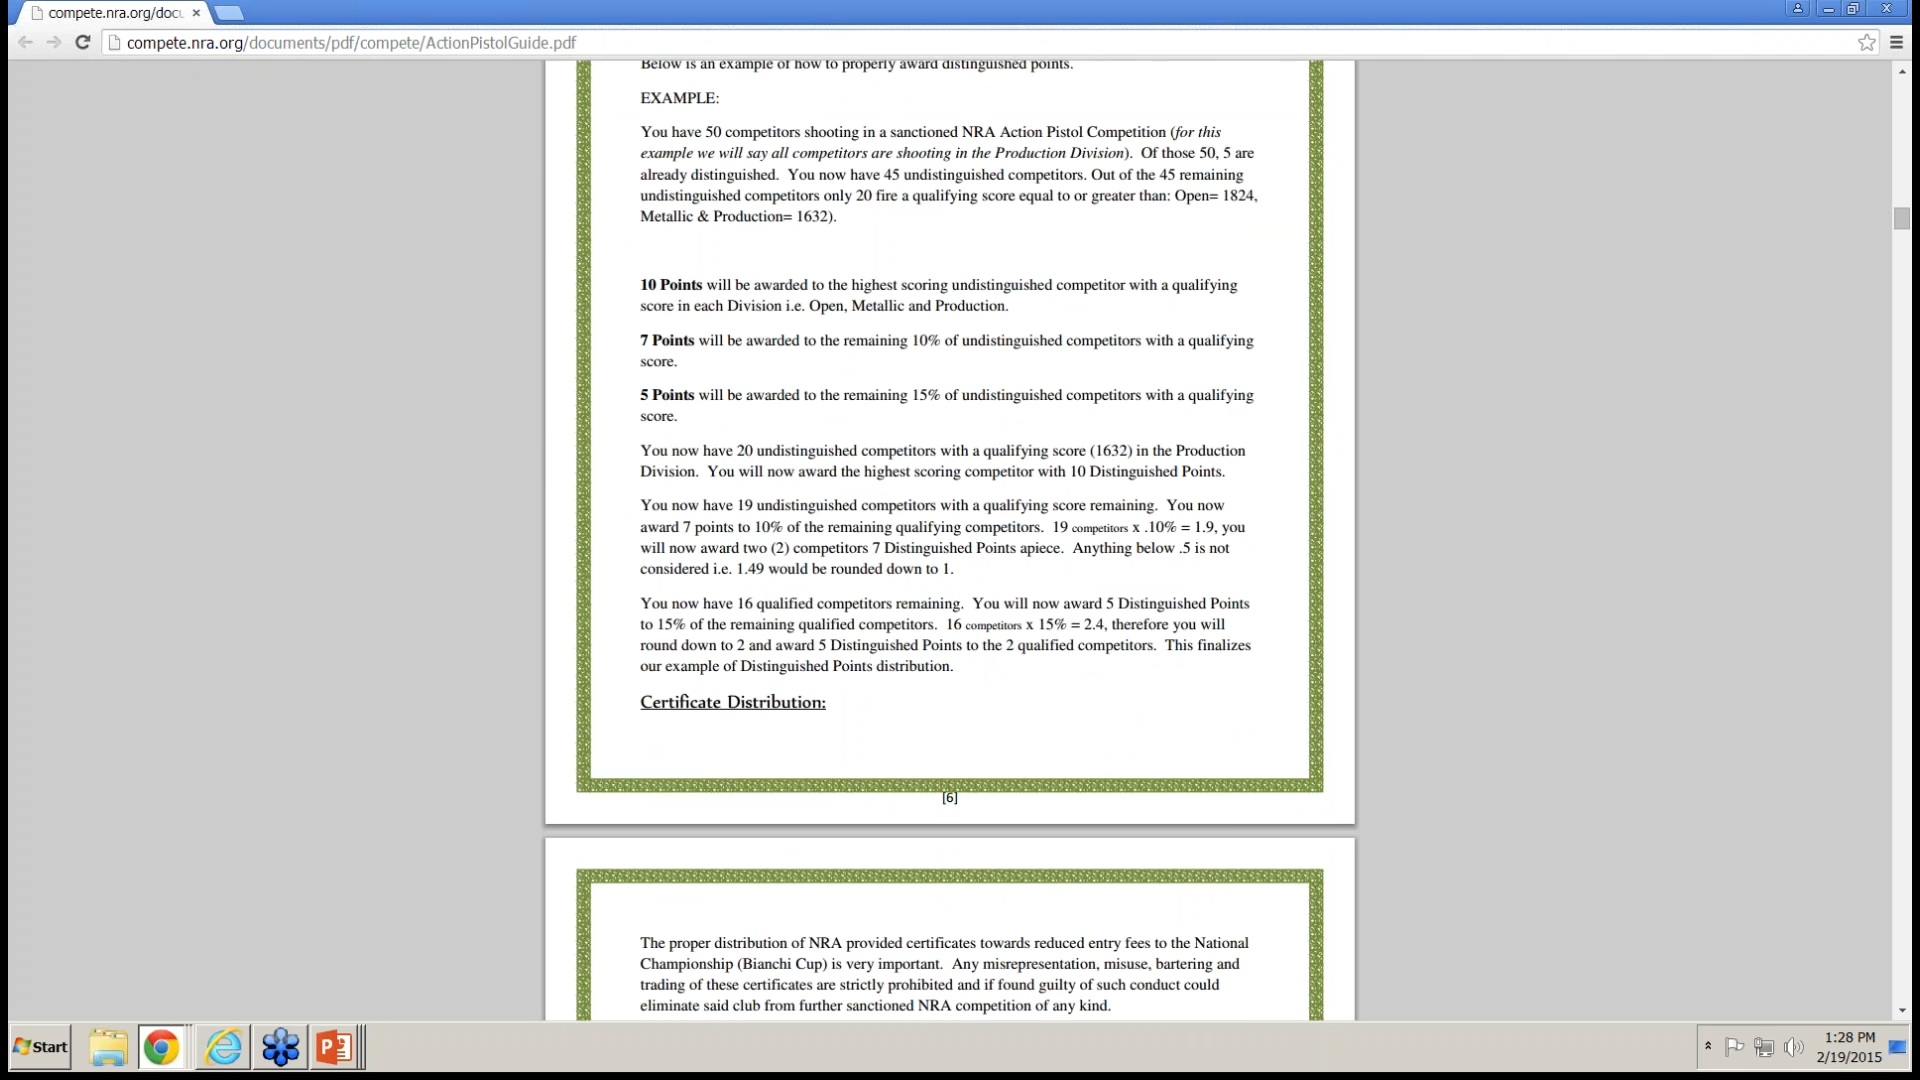 compete.nra.org/docu
compete.nra.org/documents/pdf/compete/ActionPistolGuide.pdf
Below is an example of how to properly award distinguished points.
EXAMPLE:
You have 50 competitors shooting in a sanctioned NRA Action Pistol Competition (for this
example we will say all competitors are shooting in the Production Division).  Of those 50, 5 are
already distinguished.  You now have 45 undistinguished competitors. Out of the 45 remaining
undistinguished competitors only 20 fire a qualifying score equal to or greater than: Open= 1824,
Metallic & Production= 1632).
10 Points will be awarded to the highest scoring undistinguished competitor with a qualifying
score in each Division i.e. Open, Metallic and Production.
7 Points will be awarded to the remaining 10% of undistinguished competitors with a qualifying
score.
5 Points will be awarded to the remaining 15% of undistinguished competitors with a qualifying
score.
You now have 20 undistinguished competitors with a qualifying score (1632) in the Production
Division.  You will now award the highest scoring competitor with 10 Distinguished Points.
You now have 19 undistinguished competitors with a qualifying score remaining.  You now
award 7 points to 10% of the remaining qualifying competitors.  19 competitors x .10% = 1.9, you
will now award two (2) competitors 7 Distinguished Points apiece.  Anything below .5 is not
considered i.e. 1.49 would be rounded down to 1.
You now have 16 qualified competitors remaining.  You will now award 5 Distinguished Points
to 15% of the remaining qualified competitors.  16 competitors x 15% = 2.4, therefore you will
round down to 2 and award 5 Distinguished Points to the 2 qualified competitors.  This finalizes
our example of Distinguished Points distribution.
Certificate Distribution:
[6]
The proper distribution of NRA provided certificates towards reduced entry fees to the National
Championship (Bianchi Cup) is very important.  Any misrepresentation, misuse, bartering and
trading of these certificates are strictly prohibited and if found guilty of such conduct could
eliminate said club from further sanctioned NRA competition of any kind.
Start
1:28 PM
2/19/2015